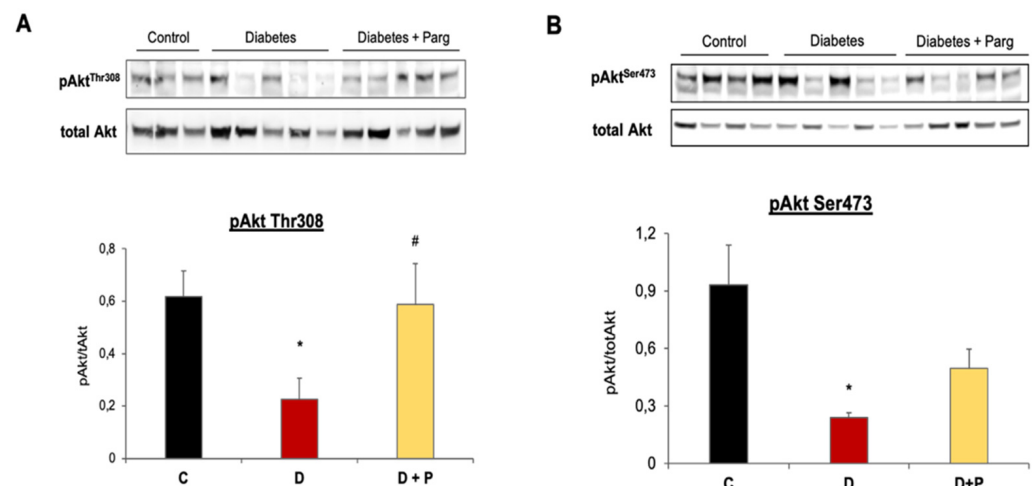 A
Control Diabetes Diabetes + Parg
pAktThr308
total Akt
pAkt Thr308
#
0,8
0,6
*
0,4
0,2
0
pAkt/tAkt
C D D + P
B
Control Diabetes Diabetes + Parg
pAktSer473
total Akt
pAkt Ser473
1,2
0,9
0,6
*
0,3
0
pAkt/totAkt
C D D+P